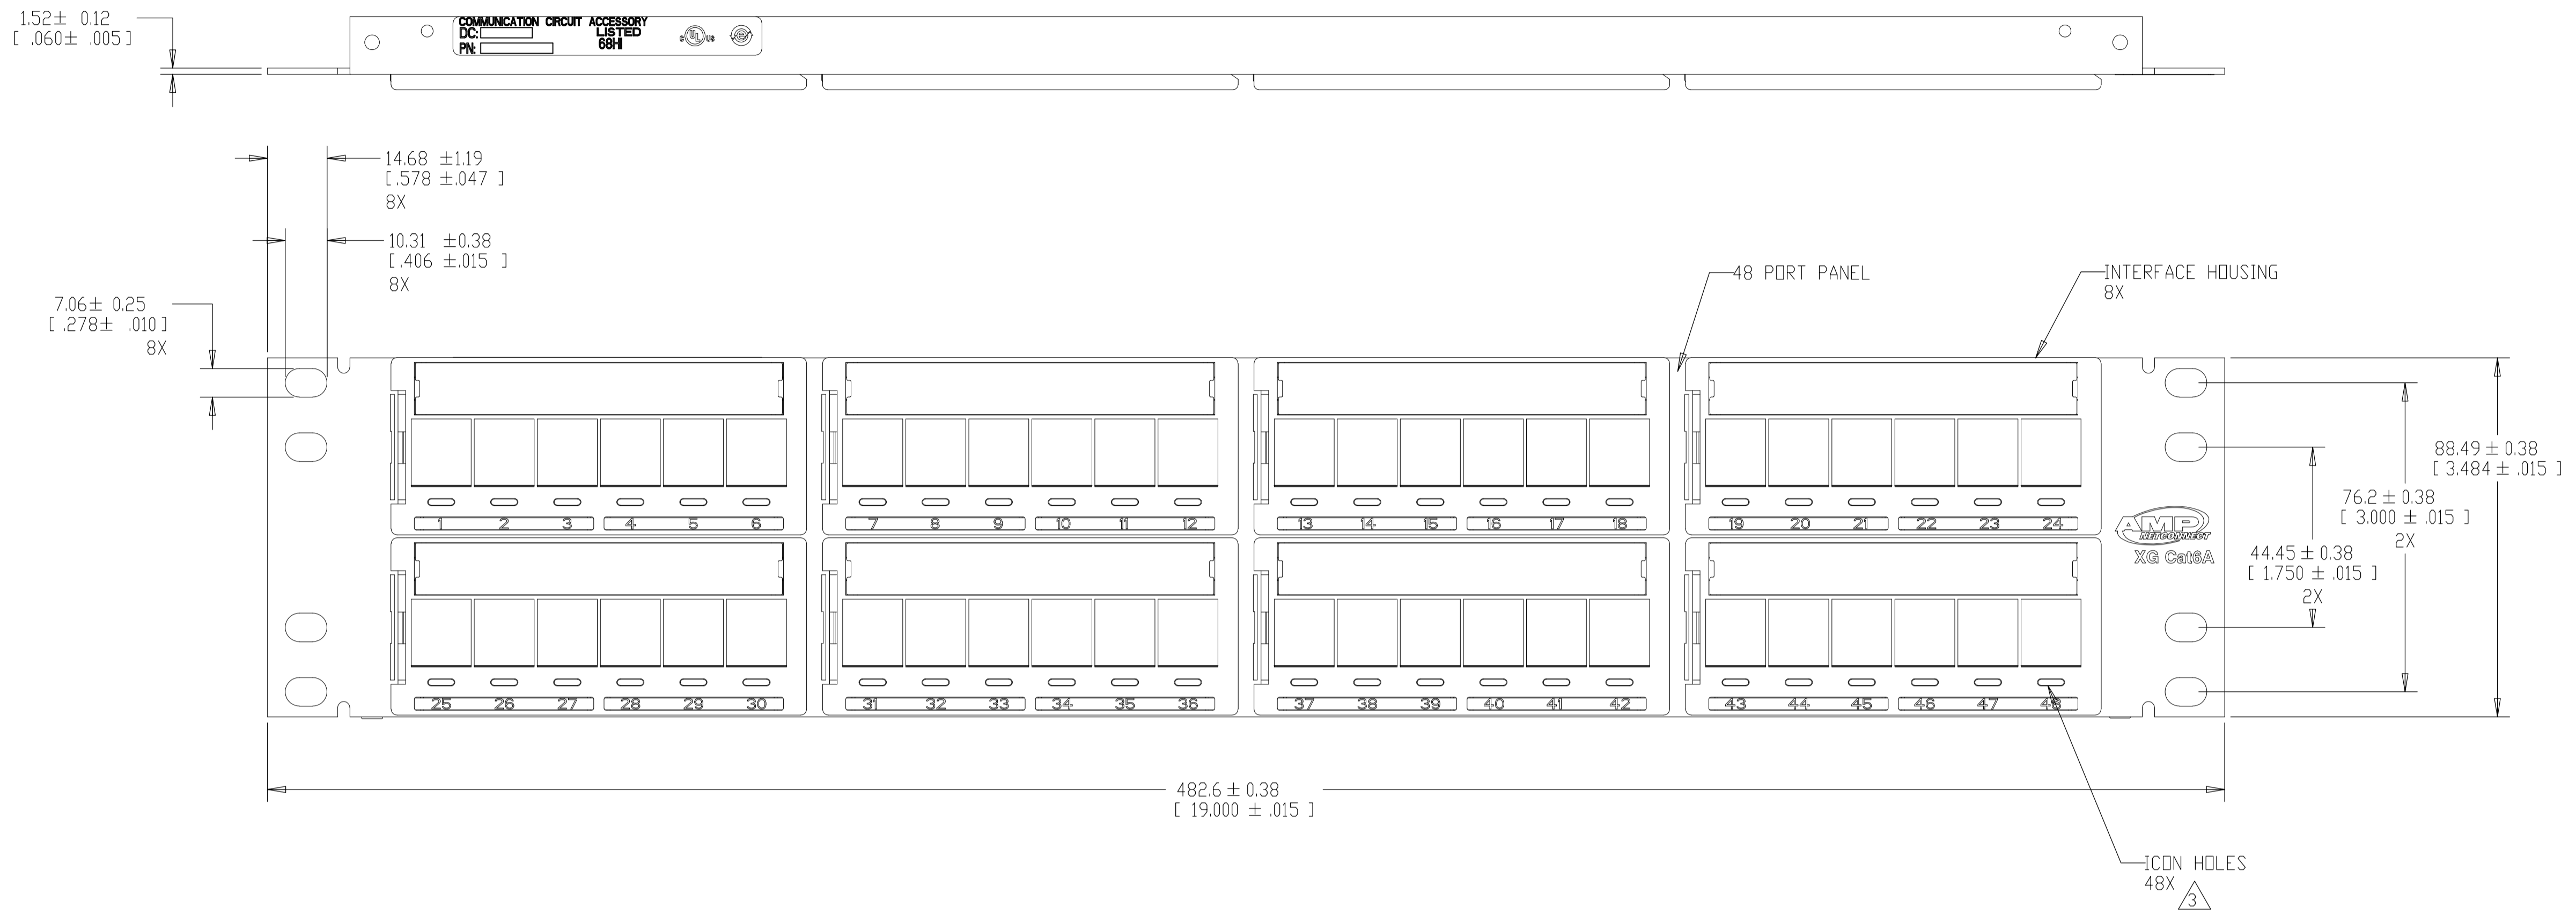 1.52± 0.12
[ .060± .005 ]
COMMUNICATION CIRCUIT ACCESSORY
DC:
LISTED
PN:
68HI
C UL US
14.68 ±1.19
[ .578 ±.047 ]
8X
10.31 ±0.38
[ .406 ±.015 ]
8X
7.06± 0.25
[ .278± .010 ]
8X
48 PORT PANEL
INTERFACE HOUSING
8X
1 2 3 4 5 6
7 8 9 10 11 12
13 14 15 16 17 18
19 20 21 22 23 24
25 26 27 28 29 30
31 32 33 34 35 36
37 38 39 40 41 42
43 44 45 46 47 48
AMP
NETCONNECT
XG Cat6A
88.49 ± 0.38
[ 3.484 ± .015 ]
76.2 ± 0.38
[ 3.000 ± .015 ]
2X
44.45 ± 0.38
[ 1.750 ± .015 ]
2X
482.6 ± 0.38
[ 19.000 ± .015 ]
ICON HOLES
48X
3